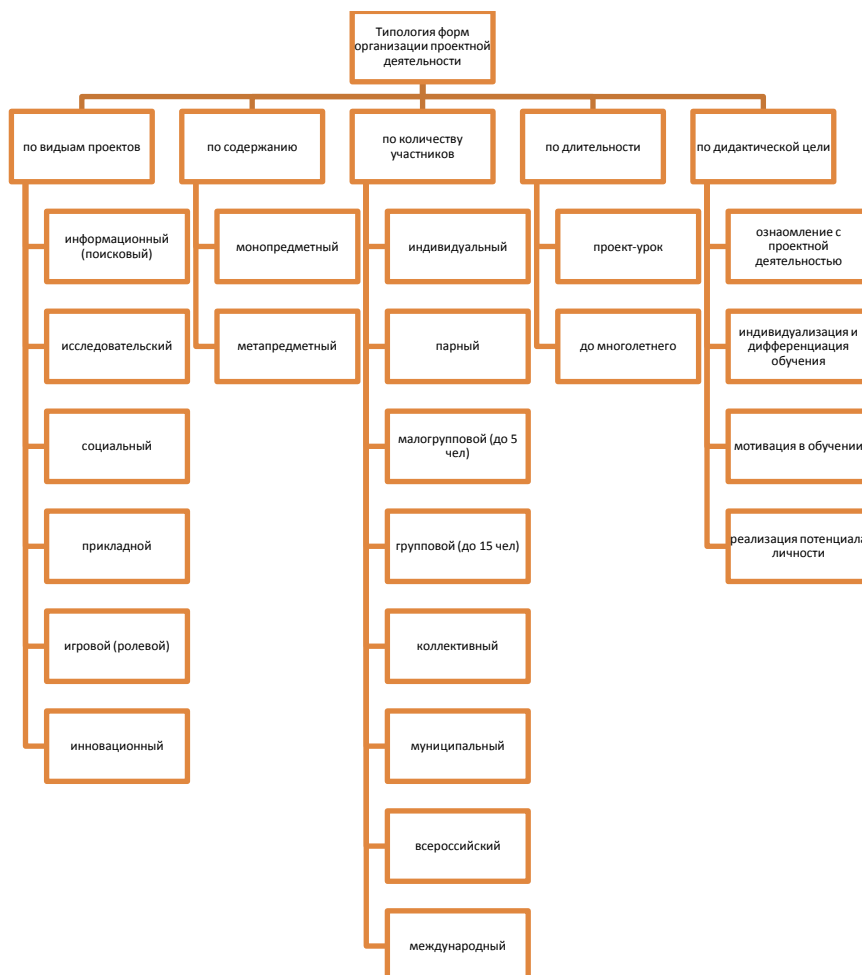 Типология форм
организации проектной
деятельности
по видыам проектов
по содержанию
по количеству
участников
по длительности
по дидактической цели
информационный
(поисковый)
исследовательский
социальный
прикладной
игровой (ролевой)
инновационный
монопредметный
метапредметный
индивидуальный
парный
малогрупповой (до 5
чел)
групповой (до 15 чел)
коллективный
муниципальный
всероссийский
международный
проект-урок
до многолетнего
ознаомление с
проектной
деятельностью
индивидуализация и
дифференциация
обучения
мотивация в обучении
реализация потенциала
личности